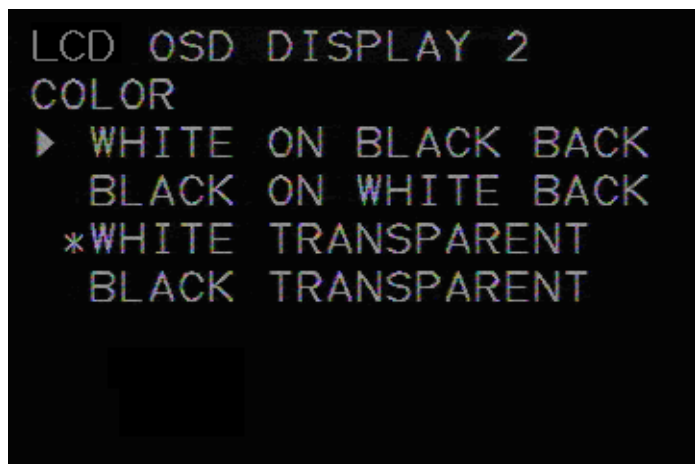 LCD OSD DISPLAY 2
COLOR
▶ WHITE ON BLACK BACK
BLACK ON WHITE BACK
*WHITE TRANSPARENT
BLACK TRANSPARENT